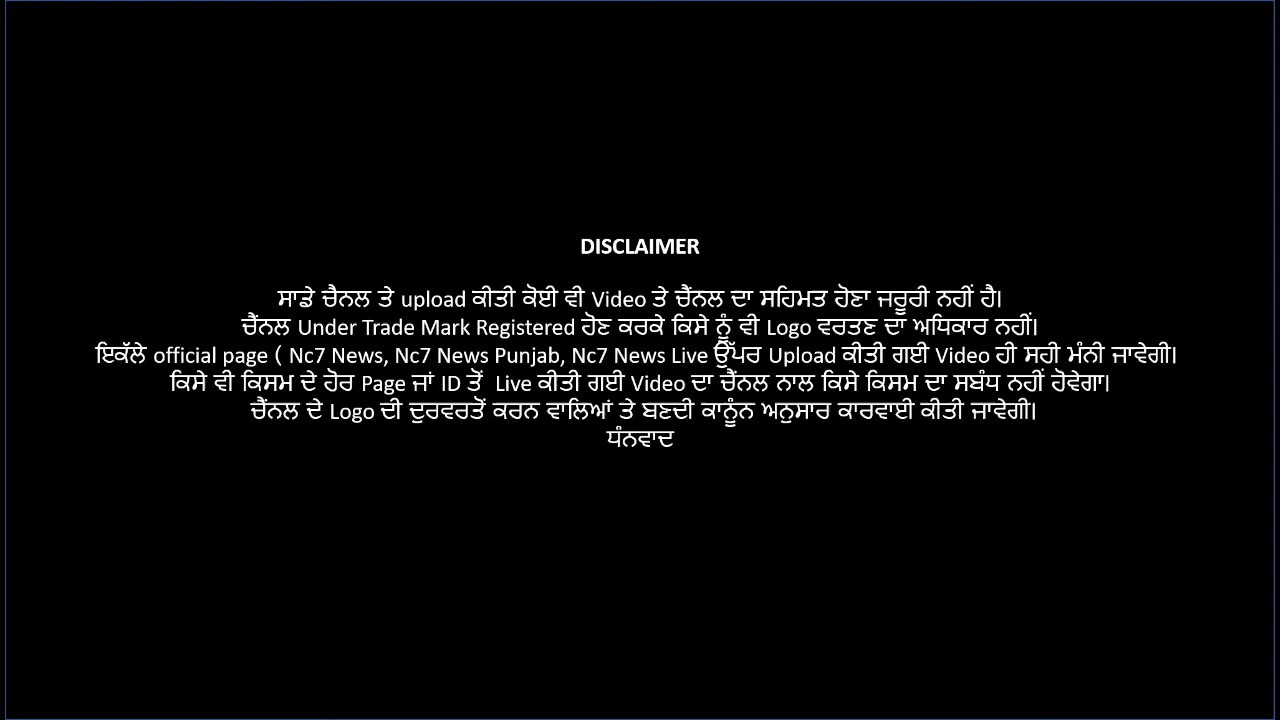 DISCLAIMER
ਸਾਡੇ ਚੈਨਲ ਤੇ upload ਕੀਤੀ ਕੋਈ ਵੀ Video ਤੇ ਚੈਂਨਲ ਦਾ ਸਹਿਮਤ ਹੋਣਾ ਜਰੂਰੀ ਨਹੀਂ ਹੈ।
ਚੈਂਨਲ Under Trade Mark Registered ਹੋਣ ਕਰਕੇ ਕਿਸੇ ਨੂੰ ਵੀ Logo ਵਰਤਣ ਦਾ ਅਧਿਕਾਰ ਨਹੀਂ।
ਇਕੱਲੇ official page ( Nc7 News, Nc7 News Punjab, Nc7 News Live ਉੱਪਰ Upload ਕੀਤੀ ਗਈ Video ਹੀ ਸਹੀ ਮੰਨੀ ਜਾਵੇਗੀ।
ਕਿਸੇ ਵੀ ਕਿਸਮ ਦੇ ਹੋਰ Page ਜਾਂ ID ਤੋਂ Live ਕੀਤੀ ਗਈ Video ਦਾ ਚੈਂਨਲ ਨਾਲ ਕਿਸੇ ਕਿਸਮ ਦਾ ਸਬੰਧ ਨਹੀਂ ਹੋਵੇਗਾ।
ਚੈਂਨਲ ਦੇ Logo ਦੀ ਦੁਰਵਰਤੋਂ ਕਰਨ ਵਾਲਿਆਂ ਤੇ ਬਣਦੀ ਕਾਨੂੰਨ ਅਨੁਸਾਰ ਕਾਰਵਾਈ ਕੀਤੀ ਜਾਵੇਗੀ।
ਧੰਨਵਾਦ